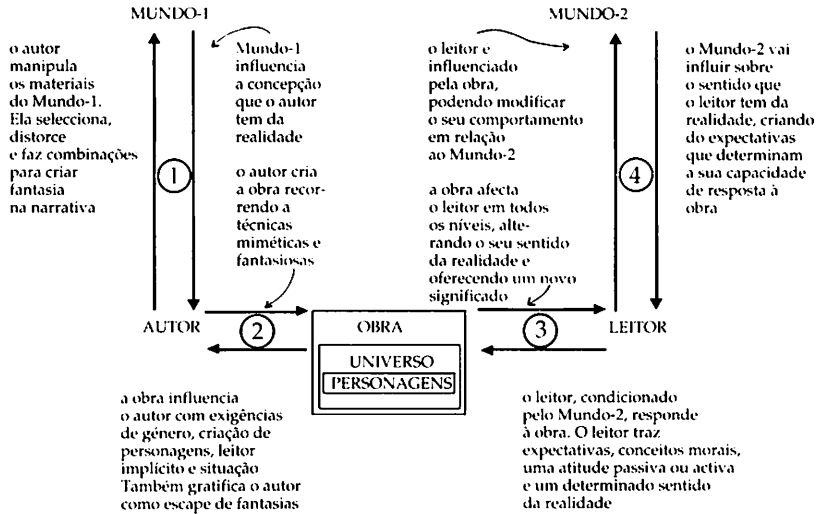 MUNDO-1
MUNDO-2
o autor
manipula
os materiais
do Mundo-1.
Ela selecciona,
distorce
e faz combinações
para criar
fantasia
na narrativa
1
Mundo-1
influencia
a concepção
que o autor
tem da
realidade
o autor cria
a obra recor-
rendo a
técnicas
miméticas e
fantasiosas
o leitor e
influenciado
pela obra,
podendo modificar
o seu comportamento
em relação
ao Mundo-2
a obra afecta
o leitor em todos
os níveis, alte-
rando o seu sentido
da realidade e
oferecendo um novo
significado
4
o Mundo-2 vai
influir sobre
o sentido que
o leitor tem da
realidade, criando
do expectativas
que determinam
a sua capacidade
de resposta à
obra
AUTOR
2
OBRA
UNIVERSO
PERSONAGENS
3
LEITOR
a obra influencia
o autor com exigências
de género, criação de
personagens, leitor
implícito e situação
Também gratifica o autor
como escape de fantasias
o leitor, condicionado
pelo Mundo-2, responde
à obra. O leitor traz
expectativas, conceitos morais,
uma atitude passiva ou activa
e um determinado sentido
da realidade